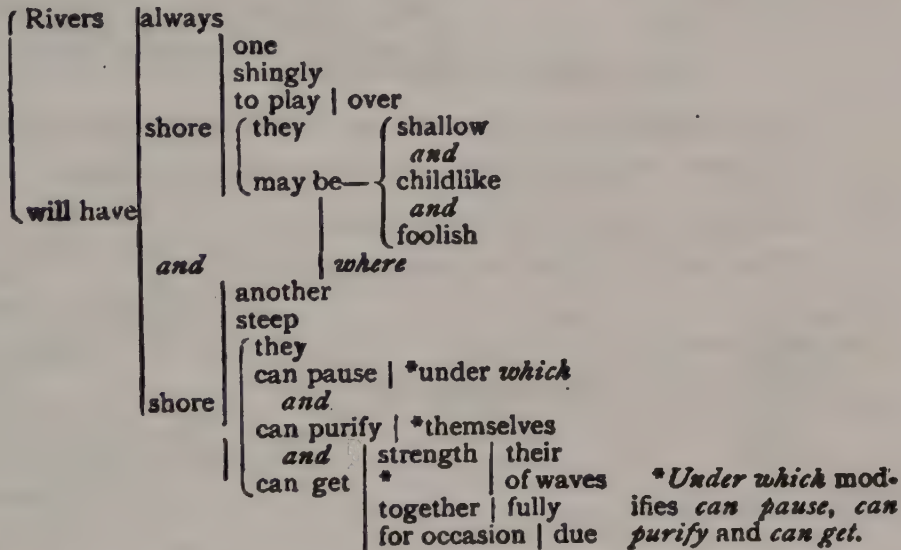 Rivers always
one
shingly
to play | over
shore they shallow
and
may be— childlike
will have and
foolish
and where
another
steep
they
can pause | *under which
shore and
can purify | *themselves
and strength their
can get * of waves *Under which mod-
together | fully ifies can pause, can
for occasion | due purify and can get.